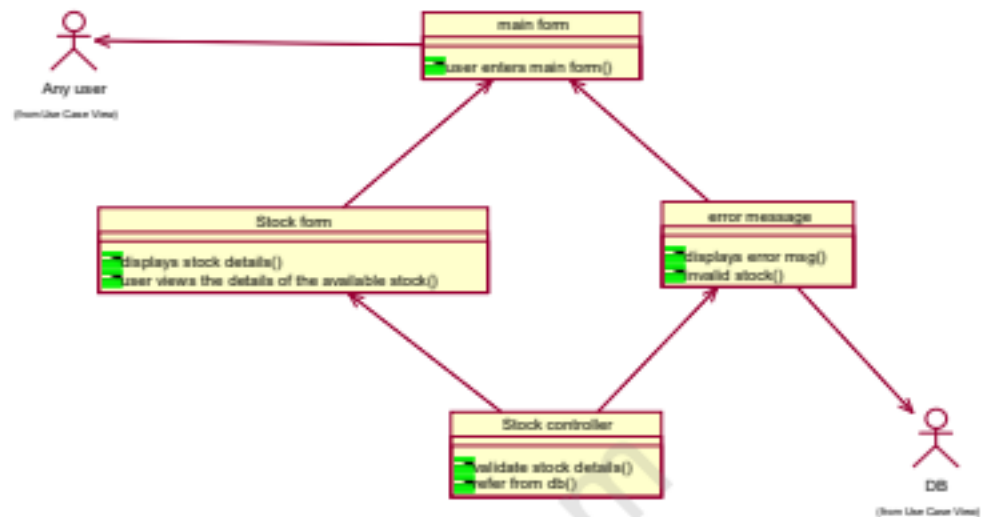 main form
user enters main form()
Any user
(from Use Case View)
Stock form
displays stock details()
user views the details of the available stock()
error message
displays error msg()
invalid stock()
Stock controller
validate stock details()
refer from db()
DB
(from Use Case View)